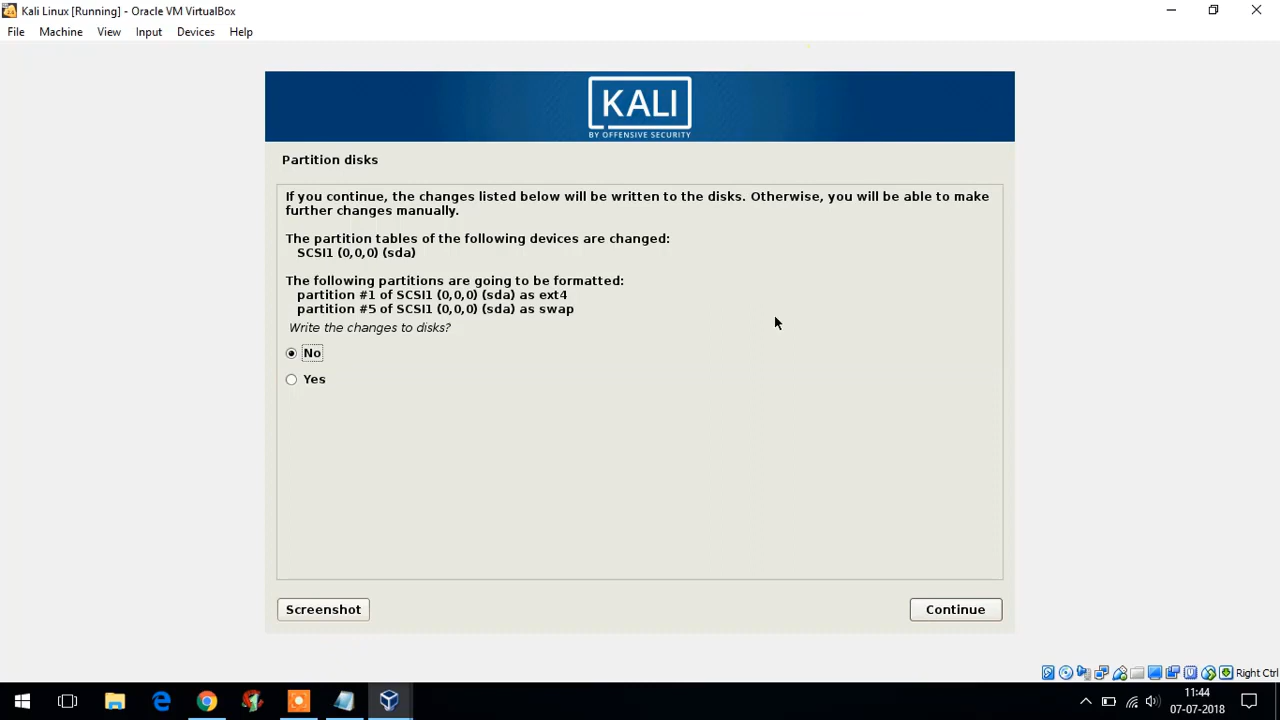 Kali Linux [Running] - Oracle VM VirtualBox
File Machine View Input Devices Help
KALI
BY OFFENSIVE SECURITY
Partition disks
If you continue, the changes listed below will be written to the disks. Otherwise, you will be able to make
further changes manually.
The partition tables of the following devices are changed:
SCSI1 (0,0,0) (sda)
The following partitions are going to be formatted:
partition #1 of SCSI1 (0,0,0) (sda) as ext4
partition #5 of SCSI1 (0,0,0) (sda) as swap
Write the changes to disks?
No
Yes
Screenshot Continue
Right Ctrl
11:44
07-07-2018